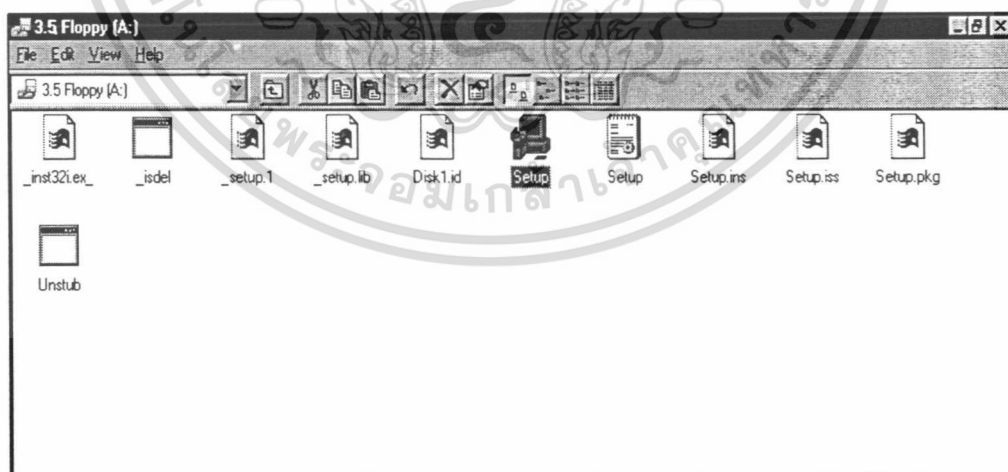 3.5 Floppy (A:)
File Edit View Help
3.5 Floppy (A:)
_inst32i.ex_ _isdel _setup.1 _setup.lib Disk1.id Setup Setup Setup.ins Setup.iss Setup.pkg
Unstub